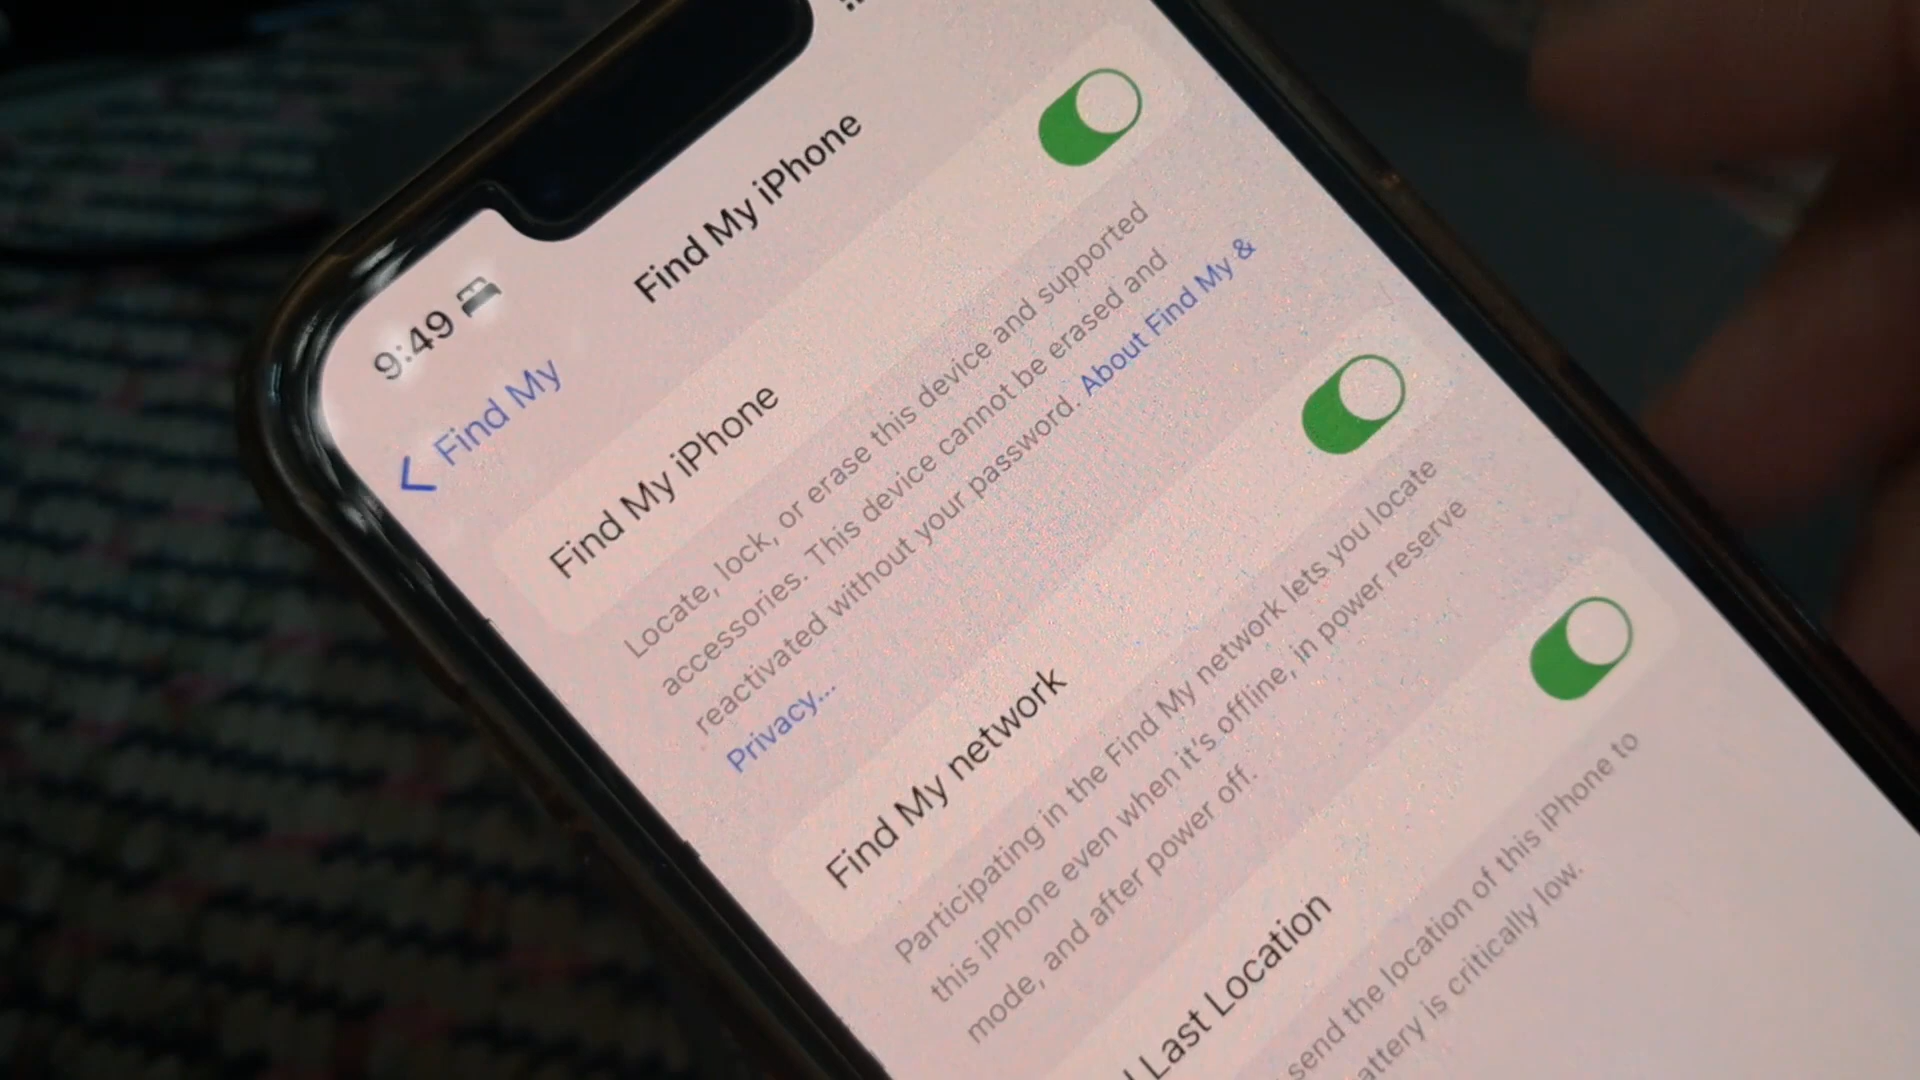 9:49
Find My
Find My iPhone
Find My iPhone
Locate, lock, or erase this device and supported
accessories. This device cannot be erased and
reactivated without your password. About Find My &
Privacy...
Find My network
Participating in the Find My network lets you locate
this iPhone even when it's offline, in power reserve
mode, and after power off.
Last Location
send the location of this iPhone to
attery is critically low.